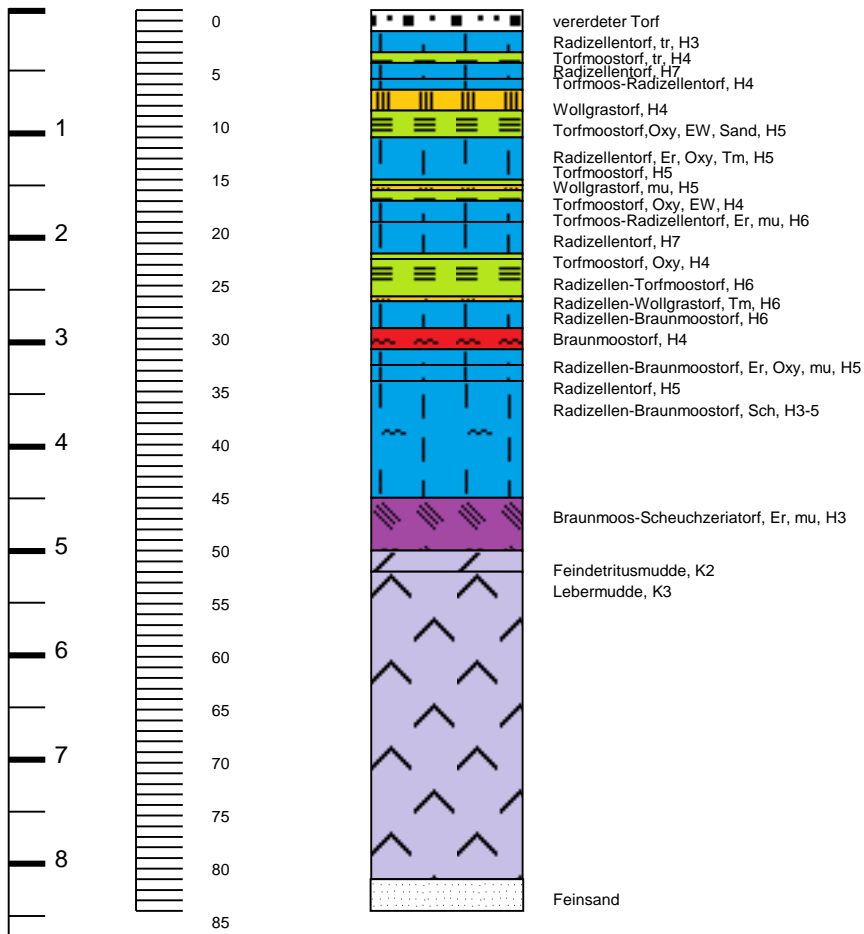 1
2
3
4
5
6
7
8
0
5
10
15
20
25
30
35
40
45
50
55
60
65
70
75
80
85
vererdeter Torf
Radizellentorf, tr, H3
Torfmoostorf, tr, H4
Radizellentorf, H7
Torfmoos-Radizellentorf, H4
Wollgrastorf, H4
Torfmoostorf,Oxy, EW, Sand, H5
Radizellentorf, Er, Oxy, Tm, H5
Torfmoostorf, H5
Wollgrastorf, mu, H5
Torfmoostorf, Oxy, EW, H4
Torfmoos-Radizellentorf, Er, mu, H6
Radizellentorf, H7
Torfmoostorf, Oxy, H4
Radizellen-Torfmoostorf, H6
Radizellen-Wollgrastorf, Tm, H6
Radizellen-Braunmoostorf, H6
Braunmoostorf, H4
Radizellen-Braunmoostorf, Er, Oxy, mu, H5
Radizellentorf, H5
Radizellen-Braunmoostorf, Sch, H3-5
Braunmoos-Scheuchzeriatorf, Er, mu, H3
Feindetritusmudde, K2
Lebermudde, K3
Feinsand